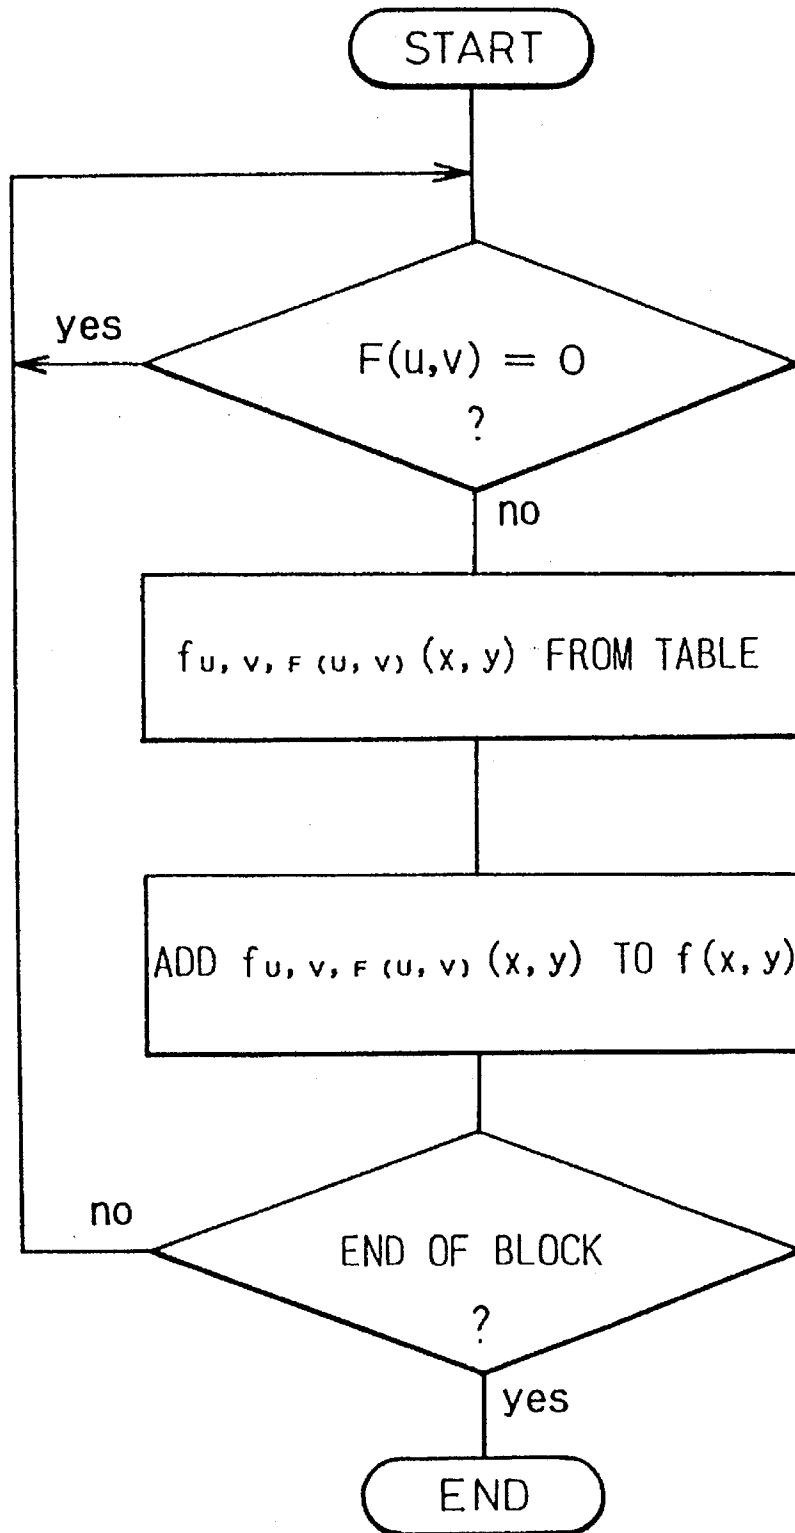 START
yes
F(u,v) = 0
?
no
fU, V, F (U, V) (x, y) FROM TABLE
ADD fU, V, F (U, V) (x, y) TO f(x, y)
no
END OF BLOCK
?
yes
END